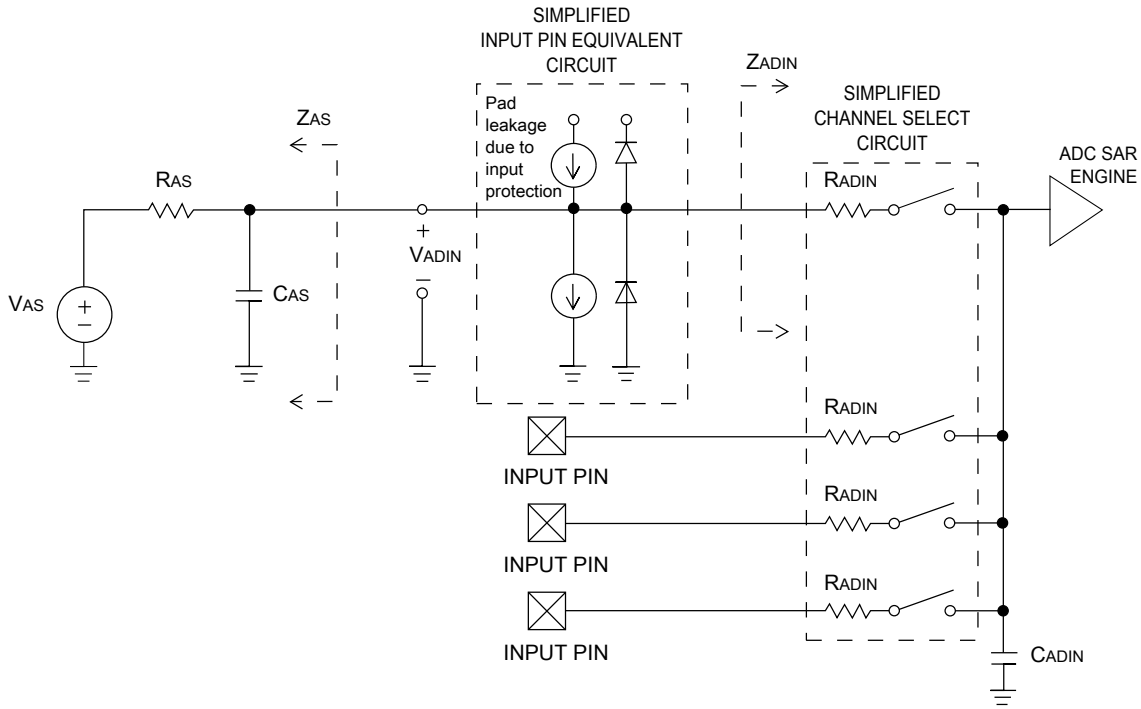 SIMPLIFIED
INPUT PIN EQUIVALENT
CIRCUIT
ZADIN
SIMPLIFIED
CHANNEL SELECT
CIRCUIT
Pad
leakage
due to
input
protection
ZAS
ADC SAR
ENGINE
RAS
RADIN
+
VADIN
–
VAS
+
–
CAS
RADIN
INPUT PIN
RADIN
INPUT PIN
RADIN
INPUT PIN
CADIN